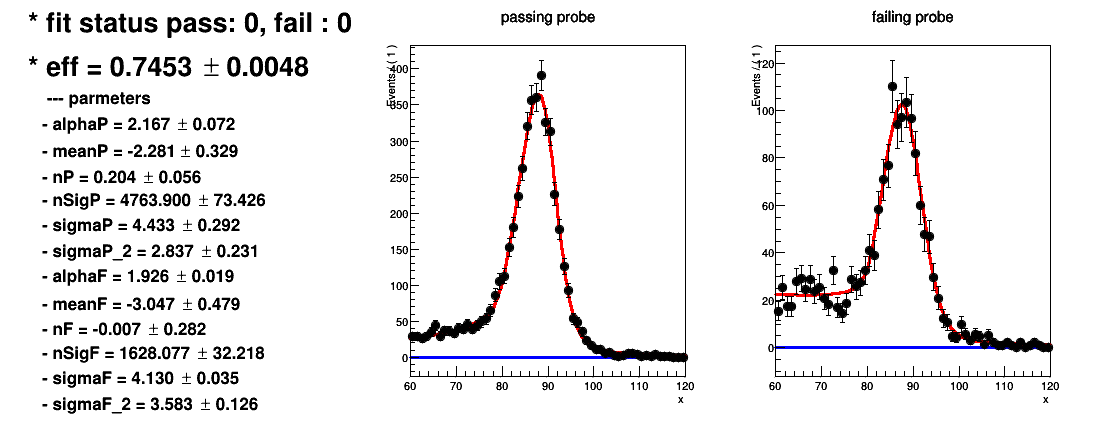 * fit status pass: 0, fail : 0
* eff = 0.7453 ± 0.0048
--- parmeters
- alphaP = 2.167 ± 0.072
- meanP = -2.281 ± 0.329
- nP = 0.204 ± 0.056
- nSigP = 4763.900 ± 73.426
- sigmaP = 4.433 ± 0.292
- sigmaP_2 = 2.837 ± 0.231
- alphaF = 1.926 ± 0.019
- meanF = -3.047 ± 0.479
- nF = -0.007 ± 0.282
- nSigF = 1628.077 ± 32.218
- sigmaF = 4.130 ± 0.035
- sigmaF_2 = 3.583 ± 0.126
passing probe
Events / ( 1 )
400
350
300
250
200
150
100
50
0
60 70 80 90 100 110 120
x
failing probe
Events / ( 1 )
120
100
80
60
40
20
0
60 70 80 90 100 110 120
x